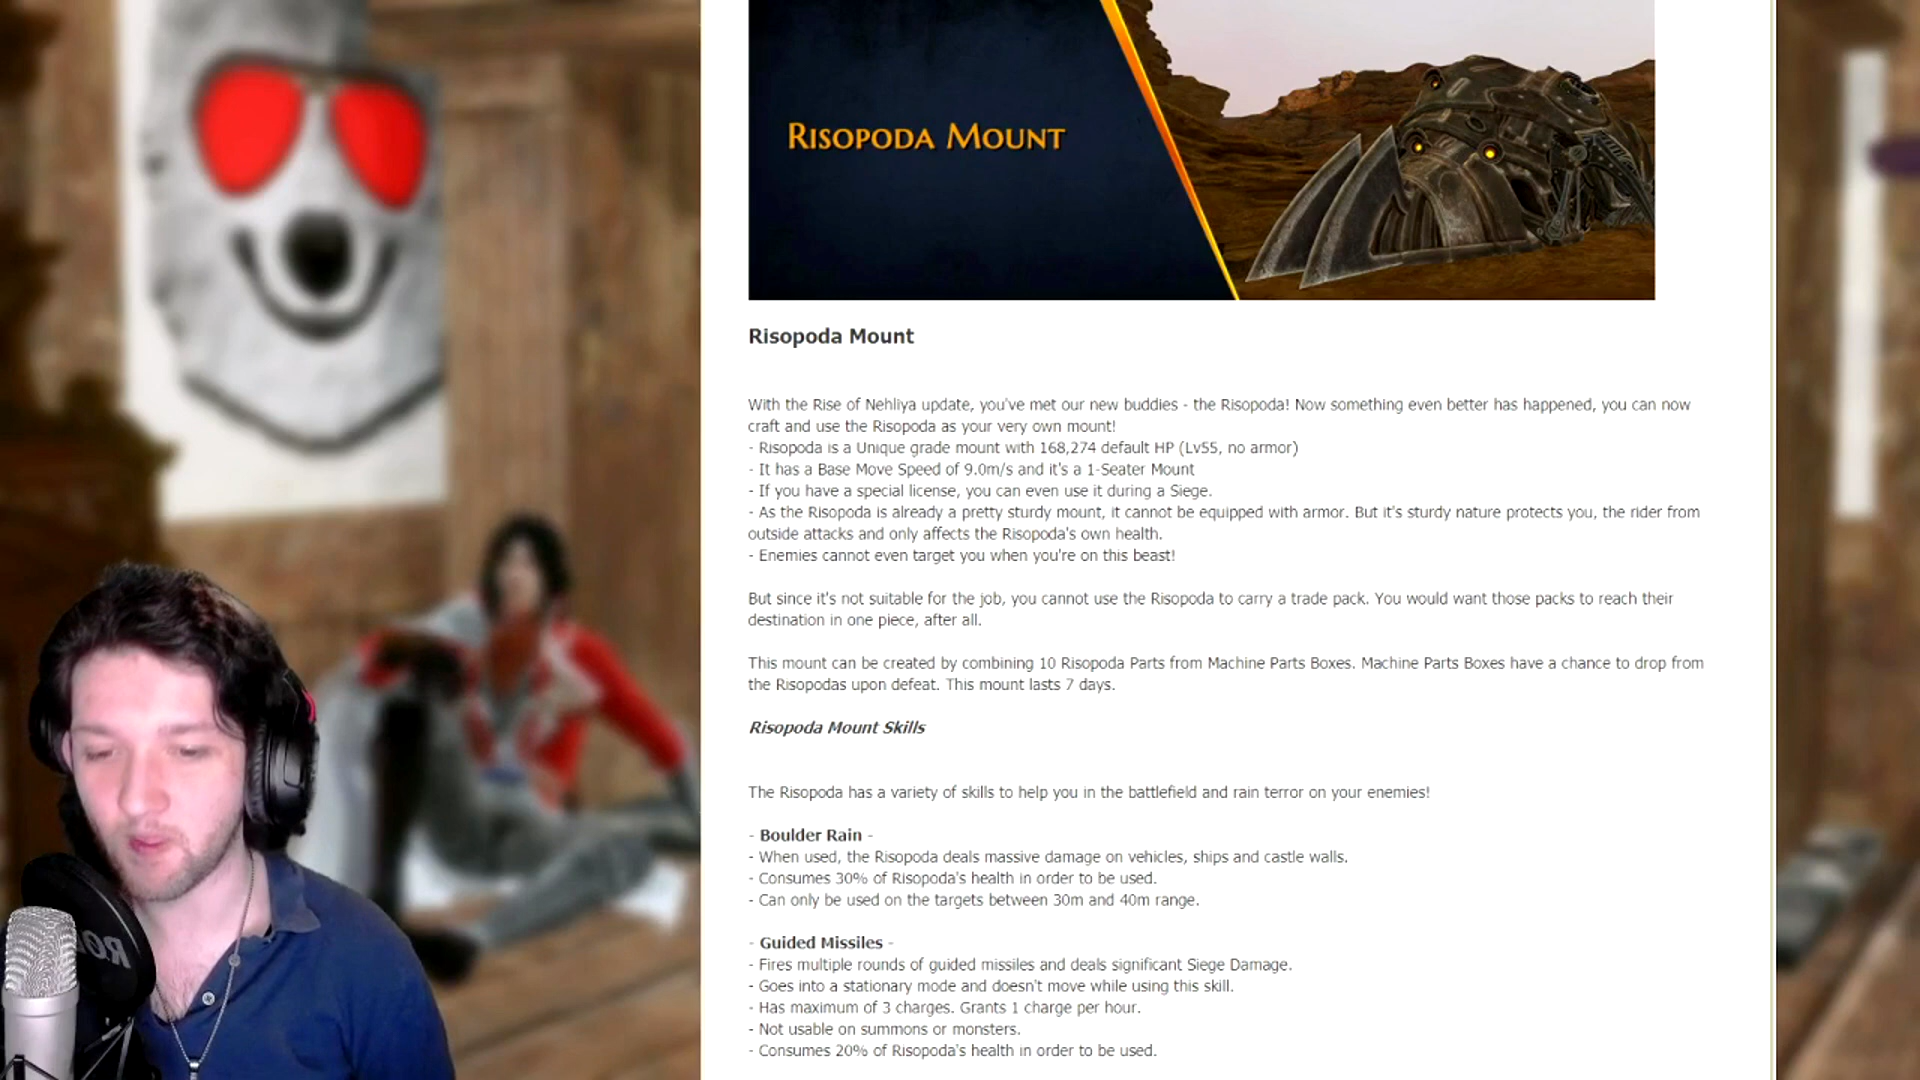 Risopoda Mount
Risopoda Mount
With the Rise of Nehliya update, you've met our new buddies - the Risopoda! Now something even better has happened, you can now
craft and use the Risopoda as your very own mount!
- Risopoda is a Unique grade mount with 168,274 default HP (Lv55, no armor)
- It has a Base Move Speed of 9.0m/s and it's a 1-Seater Mount
- If you have a special license, you can even use it during a Siege.
- As the Risopoda is already a pretty sturdy mount, it cannot be equipped with armor. But it's sturdy nature protects you, the rider from
outside attacks and only affects the Risopoda's own health.
- Enemies cannot even target you when you're on this beast!
But since it's not suitable for the job, you cannot use the Risopoda to carry a trade pack. You would want those packs to reach their
destination in one piece, after all.
This mount can be created by combining 10 Risopoda Parts from Machine Parts Boxes. Machine Parts Boxes have a chance to drop from
the Risopodas upon defeat. This mount lasts 7 days.
Risopoda Mount Skills
The Risopoda has a variety of skills to help you in the battlefield and rain terror on your enemies!
- Boulder Rain -
- When used, the Risopoda deals massive damage on vehicles, ships and castle walls.
- Consumes 30% of Risopoda's health in order to be used.
- Can only be used on the targets between 30m and 40m range.
- Guided Missiles -
- Fires multiple rounds of guided missiles and deals significant Siege Damage.
- Goes into a stationary mode and doesn't move while using this skill.
- Has maximum of 3 charges. Grants 1 charge per hour.
- Not usable on summons or monsters.
- Consumes 20% of Risopoda's health in order to be used.